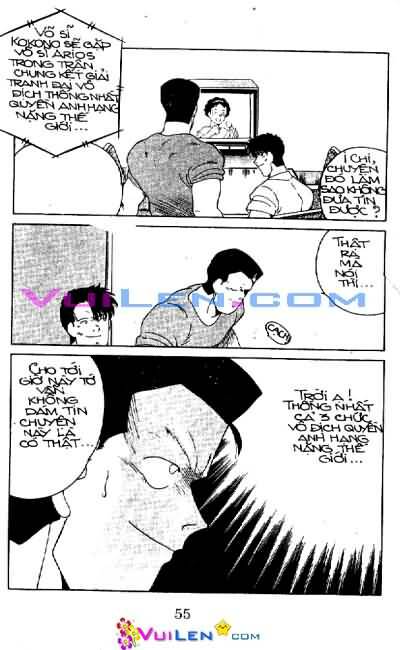 VÕ SĨ
KOKONO SẼ GẶP
VÕ SĨ ARIOS
TRONG TRẬN
CHUNG KẾT GIẢI
TRANH ĐAI VÔ
ĐỊCH THỐNG NHẤT
QUYỀN ANH HẠNG
NẶNG THẾ
GIỚI...
Ị CHI,
CHUYỆN
ĐÓ LÀM
SAO KHÔNG
ĐƯA TIN
ĐƯỢC ?
THẬT
RA
MÀ
NÓI
THÌ...
VUILEN.COM
CẠCH
CHO TỚI
GIỜ NÀY TỚ
VẪN
KHÔNG
DÁM TIN
CHUYỆN
NÀY LÀ
CÓ THẬT...
TRỜI Ạ !
THỐNG NHẤT
CẢ 3 CHỨC
VÔ ĐỊCH QUYỀN
ANH HẠNG
NẶNG THẾ
GIỚI...
55
VUILEN.COM